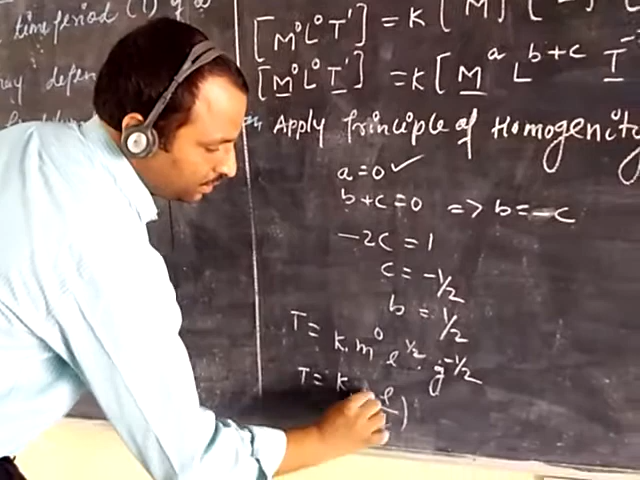 time period (T) of a
may depen
[M⁰L⁰T¹] = K [M] [
[M⁰L⁰T¹] = K [M^a L^{b+c} T^{-
Apply Principle of Homogenity
a=0 ✓
b+c=0 => b=-c
-2c = 1
c = -1/2
b = 1/2
T = k.m⁰ l^{1/2} . g^{-1/2}
T = k